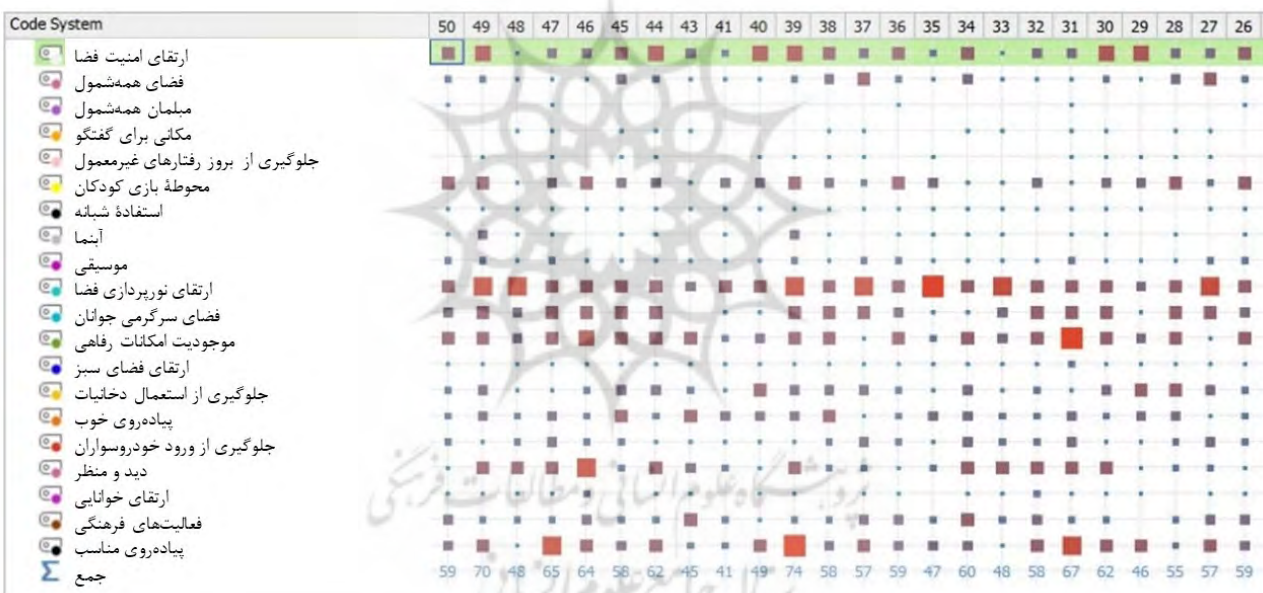 Code System 50 49 48 47 46 45 44 43 41 40 39 38 37 36 35 34 33 32 31 30 29 28 27 26
ارتقای امنیت فضا
فضای همه‌شمول
مبلمان همه‌شمول
مکانی برای گفتگو
جلوگیری از بروز رفتارهای غیرمعمول
محوطهٔ بازی کودکان
استفادهٔ شبانه
آبنما
موسیقی
ارتقای نورپردازی فضا
فضای سرگرمی جوانان
موجودیت امکانات رفاهی
ارتقای فضای سبز
جلوگیری از استعمال دخانیات
پیاده‌روی خوب
جلوگیری از ورود خودروسواران
دید و منظر
ارتقای خوانایی
فعالیت‌های فرهنگی
پیاده‌روی مناسب
Σ جمع 59 70 48 65 64 58 62 45 41 49 74 58 57 59 47 60 48 58 67 62 46 55 57 59
پژوهشگاه علوم انسانی و مطالعات فرهنگی